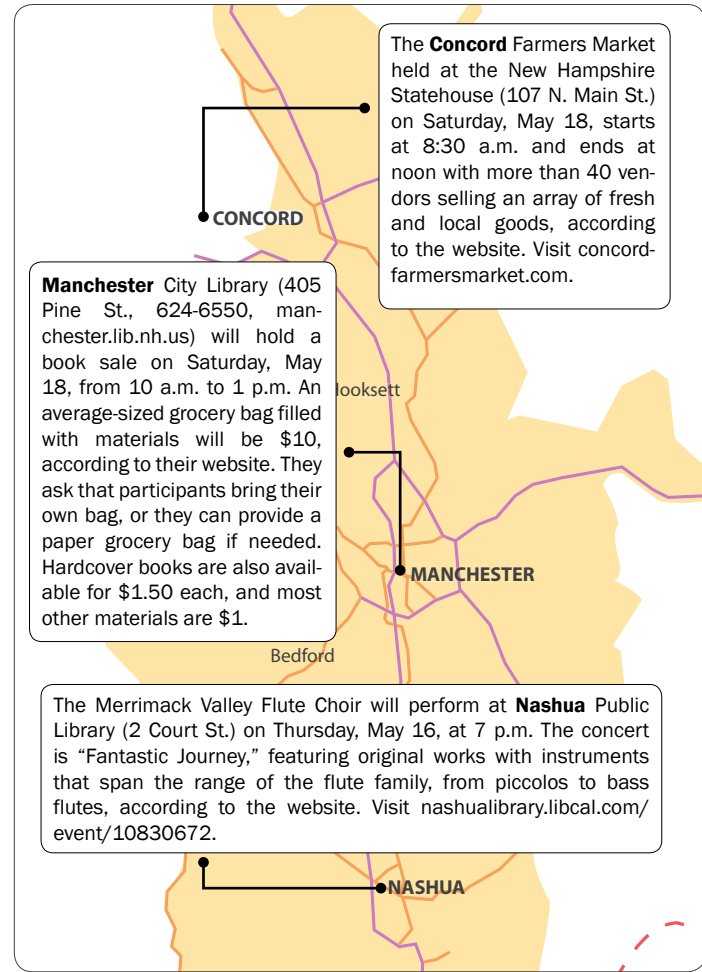 The Concord Farmers Market
held at the New Hampshire
Statehouse (107 N. Main St.)
on Saturday, May 18, starts
at 8:30 a.m. and ends at
noon with more than 40 ven-
dors selling an array of fresh
and local goods, according
to the website. Visit concord-
farmersmarket.com.
CONCORD
Manchester City Library (405
Pine St., 624-6550, man-
chester.lib.nh.us) will hold a
book sale on Saturday, May
18, from 10 a.m. to 1 p.m. An
average-sized grocery bag filled
with materials will be $10,
according to their website. They
ask that participants bring their
own bag, or they can provide a
paper grocery bag if needed.
Hardcover books are also avail-
able for $1.50 each, and most
other materials are $1.
ooksett
MANCHESTER
Bedford
The Merrimack Valley Flute Choir will perform at Nashua Public
Library (2 Court St.) on Thursday, May 16, at 7 p.m. The concert
is “Fantastic Journey,” featuring original works with instruments
that span the range of the flute family, from piccolos to bass
flutes, according to the website. Visit nashualibrary.libcal.com/
event/10830672.
NASHUA